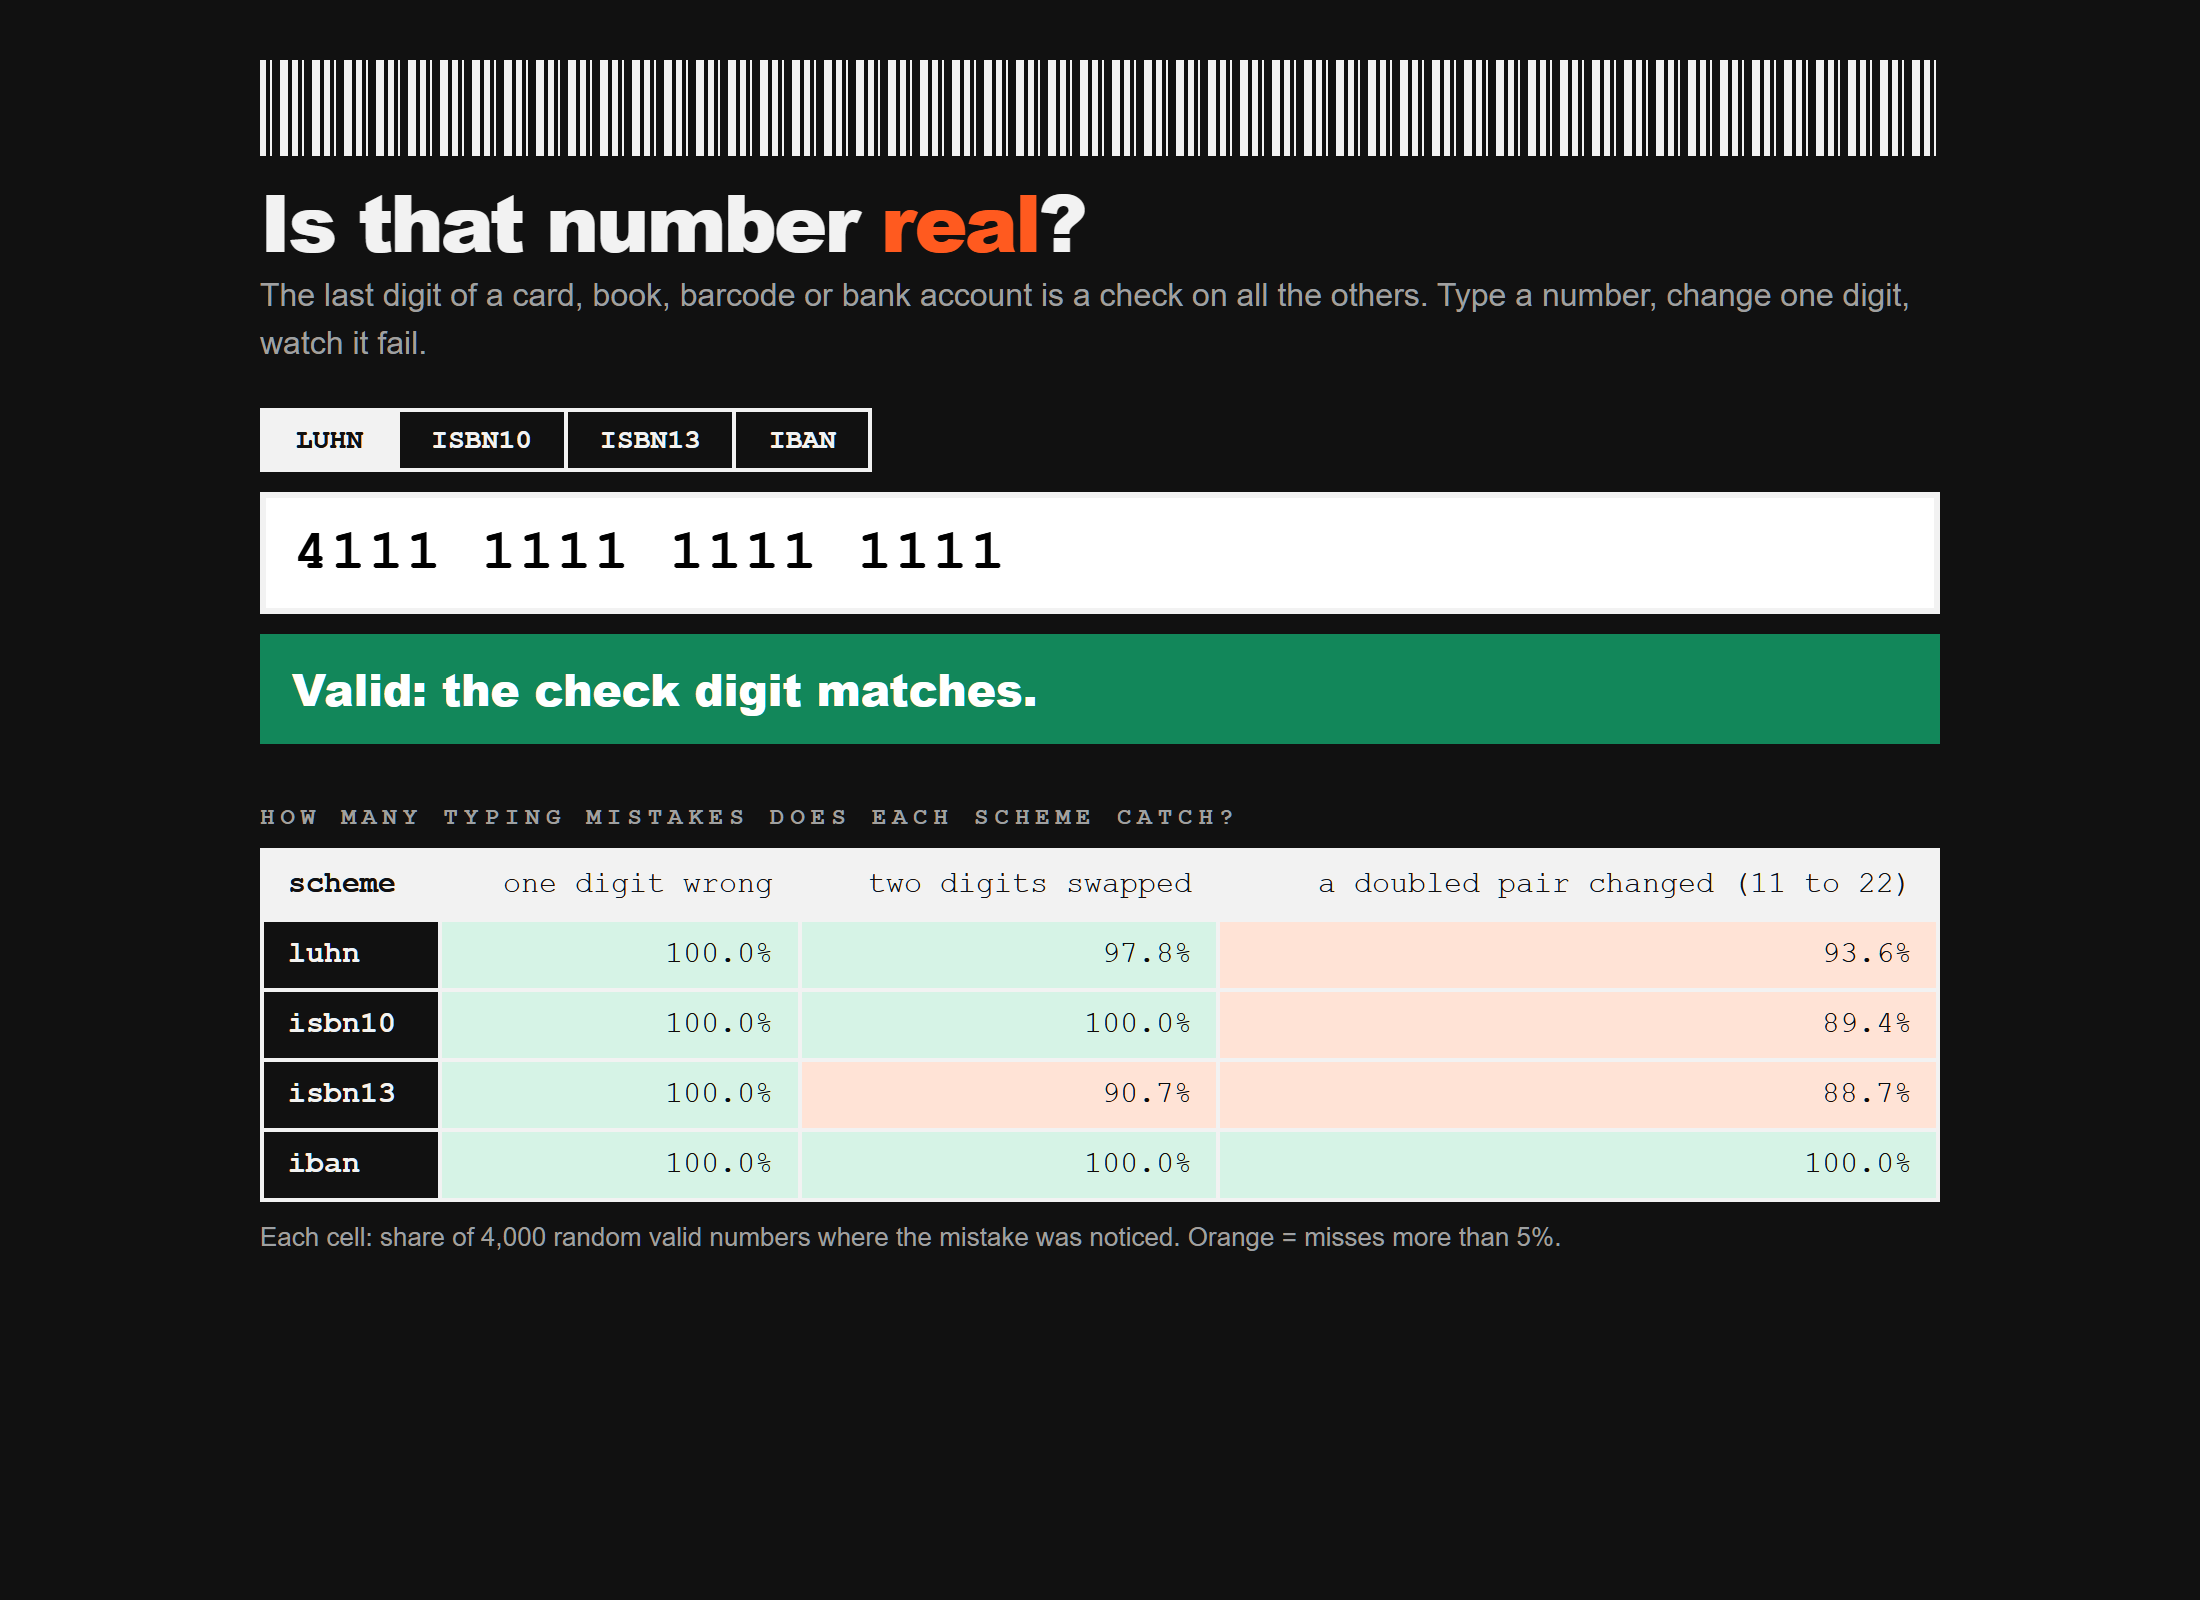 Is that number real?
The last digit of a card, book, barcode or bank account is a check on all the others. Type a number, change one digit,
watch it fail.
LUHN ISBN10 ISBN13 IBAN
4111 1111 1111 1111
Valid: the check digit matches.
HOW MANY TYPING MISTAKES DOES EACH SCHEME CATCH?
scheme one digit wrong two digits swapped a doubled pair changed (11 to 22)
luhn 100.0% 97.8% 93.6%
isbn10 100.0% 100.0% 89.4%
isbn13 100.0% 90.7% 88.7%
iban 100.0% 100.0% 100.0%
Each cell: share of 4,000 random valid numbers where the mistake was noticed. Orange = misses more than 5%.